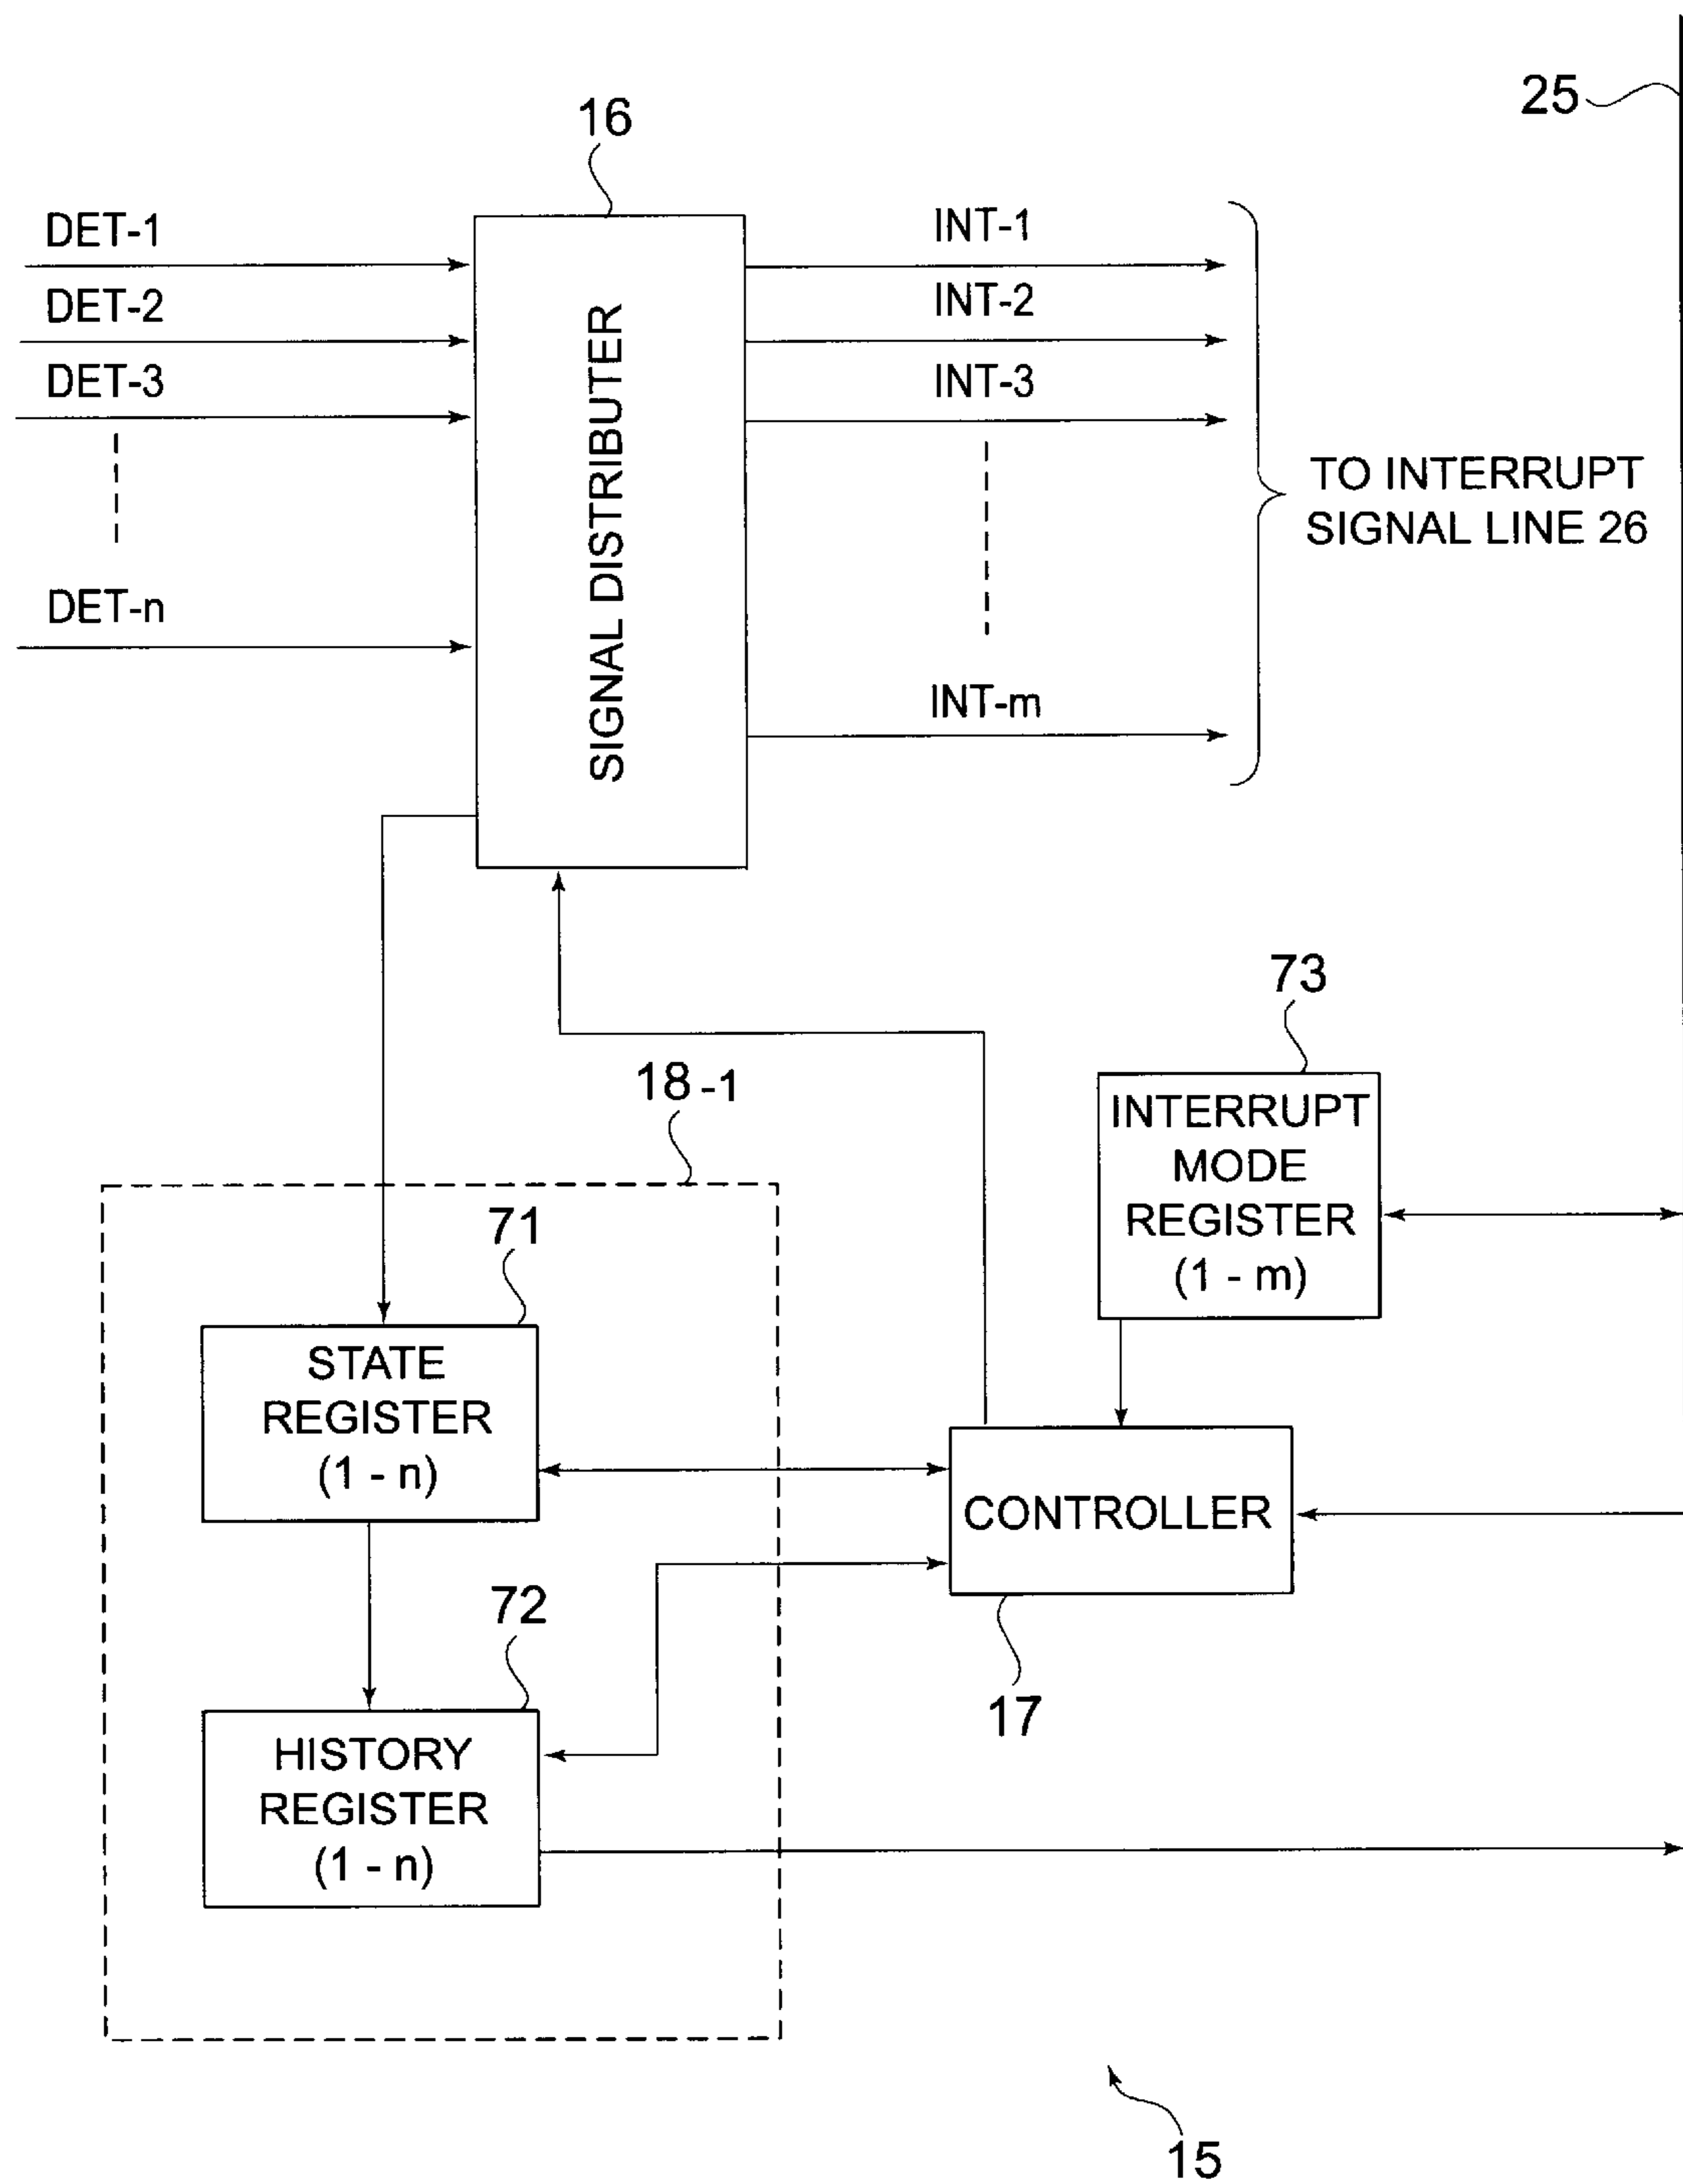 25
16
DET-1
DET-2
DET-3
DET-n
SIGNAL DISTRIBUTER
INT-1
INT-2
INT-3
INT-m
TO INTERRUPT
SIGNAL LINE 26
73
INTERRUPT
MODE
REGISTER
(1 - m)
18-1
71
STATE
REGISTER
(1 - n)
CONTROLLER
17
72
HISTORY
REGISTER
(1 - n)
15